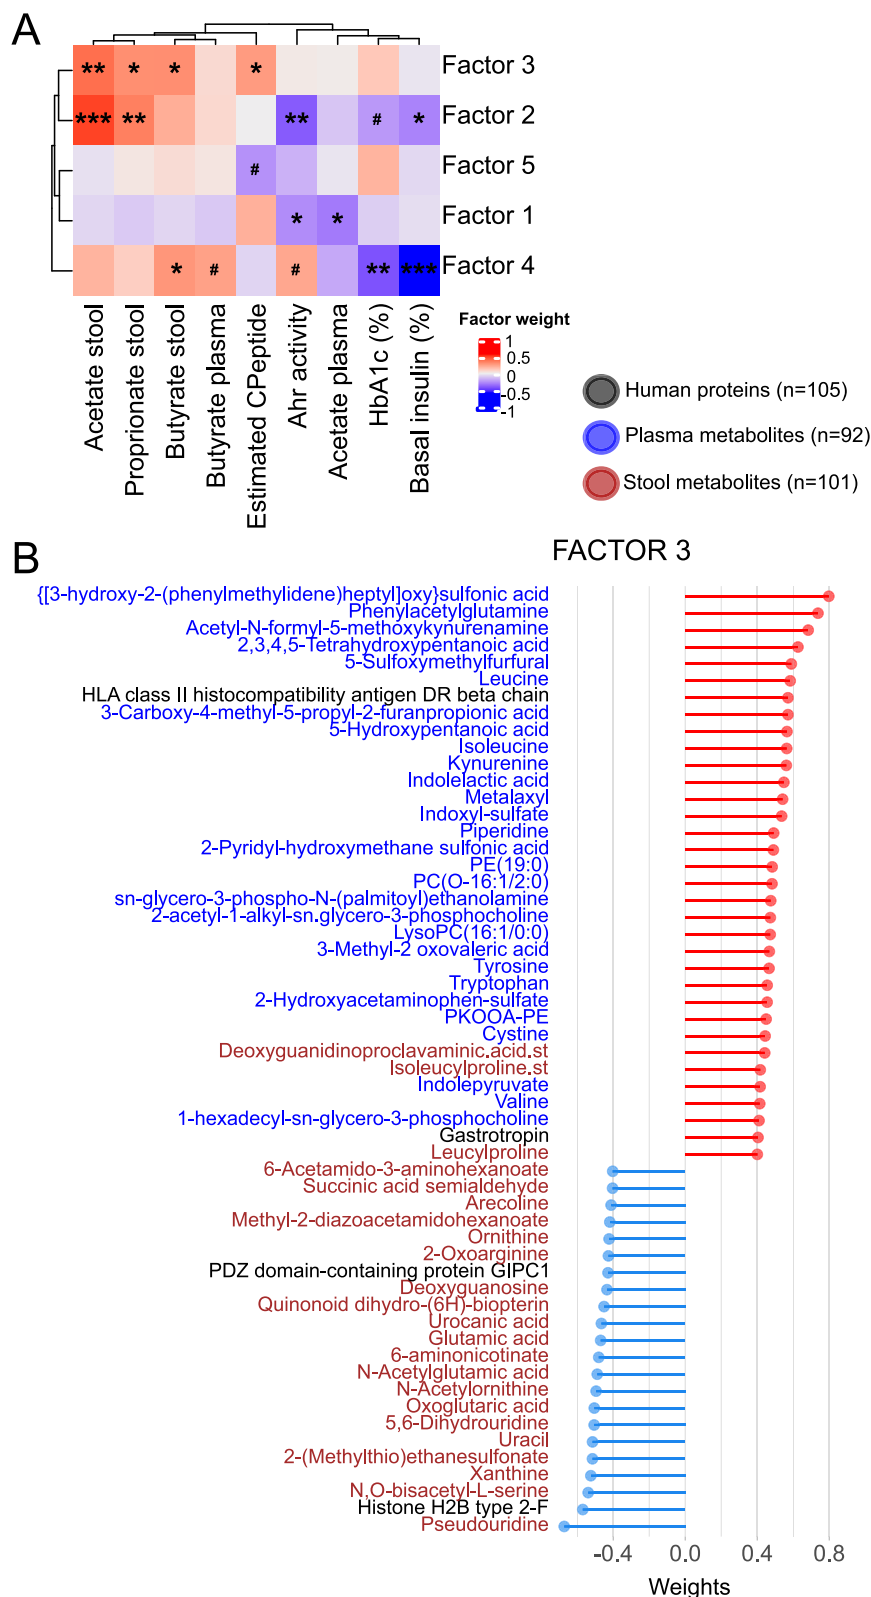 A
** * * * Factor 3
*** ** ** # * Factor 2
# Factor 5
* * Factor 1
* # # ** *** Factor 4
Acetate stool
Proprionate stool
Butyrate stool
Butyrate plasma
Estimated CPeptide
Ahr activity
Acetate plasma
HbA1c (%)
Basal insulin (%)
Factor weight
1
0.5
0
-0.5
-1
Human proteins (n=105)
Plasma metabolites (n=92)
Stool metabolites (n=101)
B
FACTOR 3
{[3-hydroxy-2-(phenylmethylidene)heptyl]oxy}sulfonic acid
Phenylacetylglutamine
Acetyl-N-formyl-5-methoxykynurenamine
2,3,4,5-Tetrahydroxypentanoic acid
5-Sulfoxymethylfurfural
Leucine
HLA class II histocompatibility antigen DR beta chain
3-Carboxy-4-methyl-5-propyl-2-furanpropionic acid
5-Hydroxypentanoic acid
Isoleucine
Kynurenine
Indolelactic acid
Metalaxyl
Indoxyl-sulfate
Piperidine
2-Pyridyl-hydroxymethane sulfonic acid
PE(19:0)
PC(O-16:1/2:0)
sn-glycero-3-phospho-N-(palmitoyl)ethanolamine
2-acetyl-1-alkyl-sn.glycero-3-phosphocholine
LysoPC(16:1/0:0)
3-Methyl-2 oxovaleric acid
Tyrosine
Tryptophan
2-Hydroxyacetaminophen-sulfate
PKOOA-PE
Cystine
Deoxyguanidinoproclavaminic.acid.st
Isoleucylproline.st
Indolepyruvate
Valine
1-hexadecyl-sn-glycero-3-phosphocholine
Gastrotropin
Leucylproline
6-Acetamido-3-aminohexanoate
Succinic acid semialdehyde
Arecoline
Methyl-2-diazoacetamidohexanoate
Ornithine
2-Oxoarginine
PDZ domain-containing protein GIPC1
Deoxyguanosine
Quinonoid dihydro-(6H)-biopterin
Urocanic acid
Glutamic acid
6-aminonicotinate
N-Acetylglutamic acid
N-Acetylornithine
Oxoglutaric acid
5,6-Dihydrouridine
Uracil
2-(Methylthio)ethanesulfonate
Xanthine
N,O-bisacetyl-L-serine
Histone H2B type 2-F
Pseudouridine
-0.4 0.0 0.4 0.8
Weights